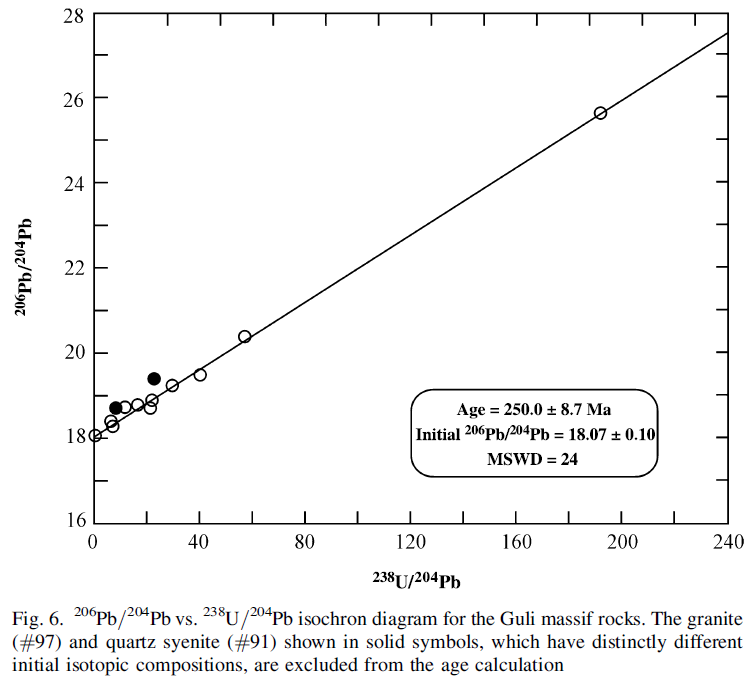 28
26
24
22
20
18
16
²⁰⁶Pb/²⁰⁴Pb
0 40 80 120 160 200 240
²³⁸U/²⁰⁴Pb
Age = 250.0 ± 8.7 Ma
Initial ²⁰⁶Pb/²⁰⁴Pb = 18.07 ± 0.10
MSWD = 24
Fig. 6. ²⁰⁶Pb/²⁰⁴Pb vs. ²³⁸U/²⁰⁴Pb isochron diagram for the Guli massif rocks. The granite
(#97) and quartz syenite (#91) shown in solid symbols, which have distinctly different
initial isotopic compositions, are excluded from the age calculation